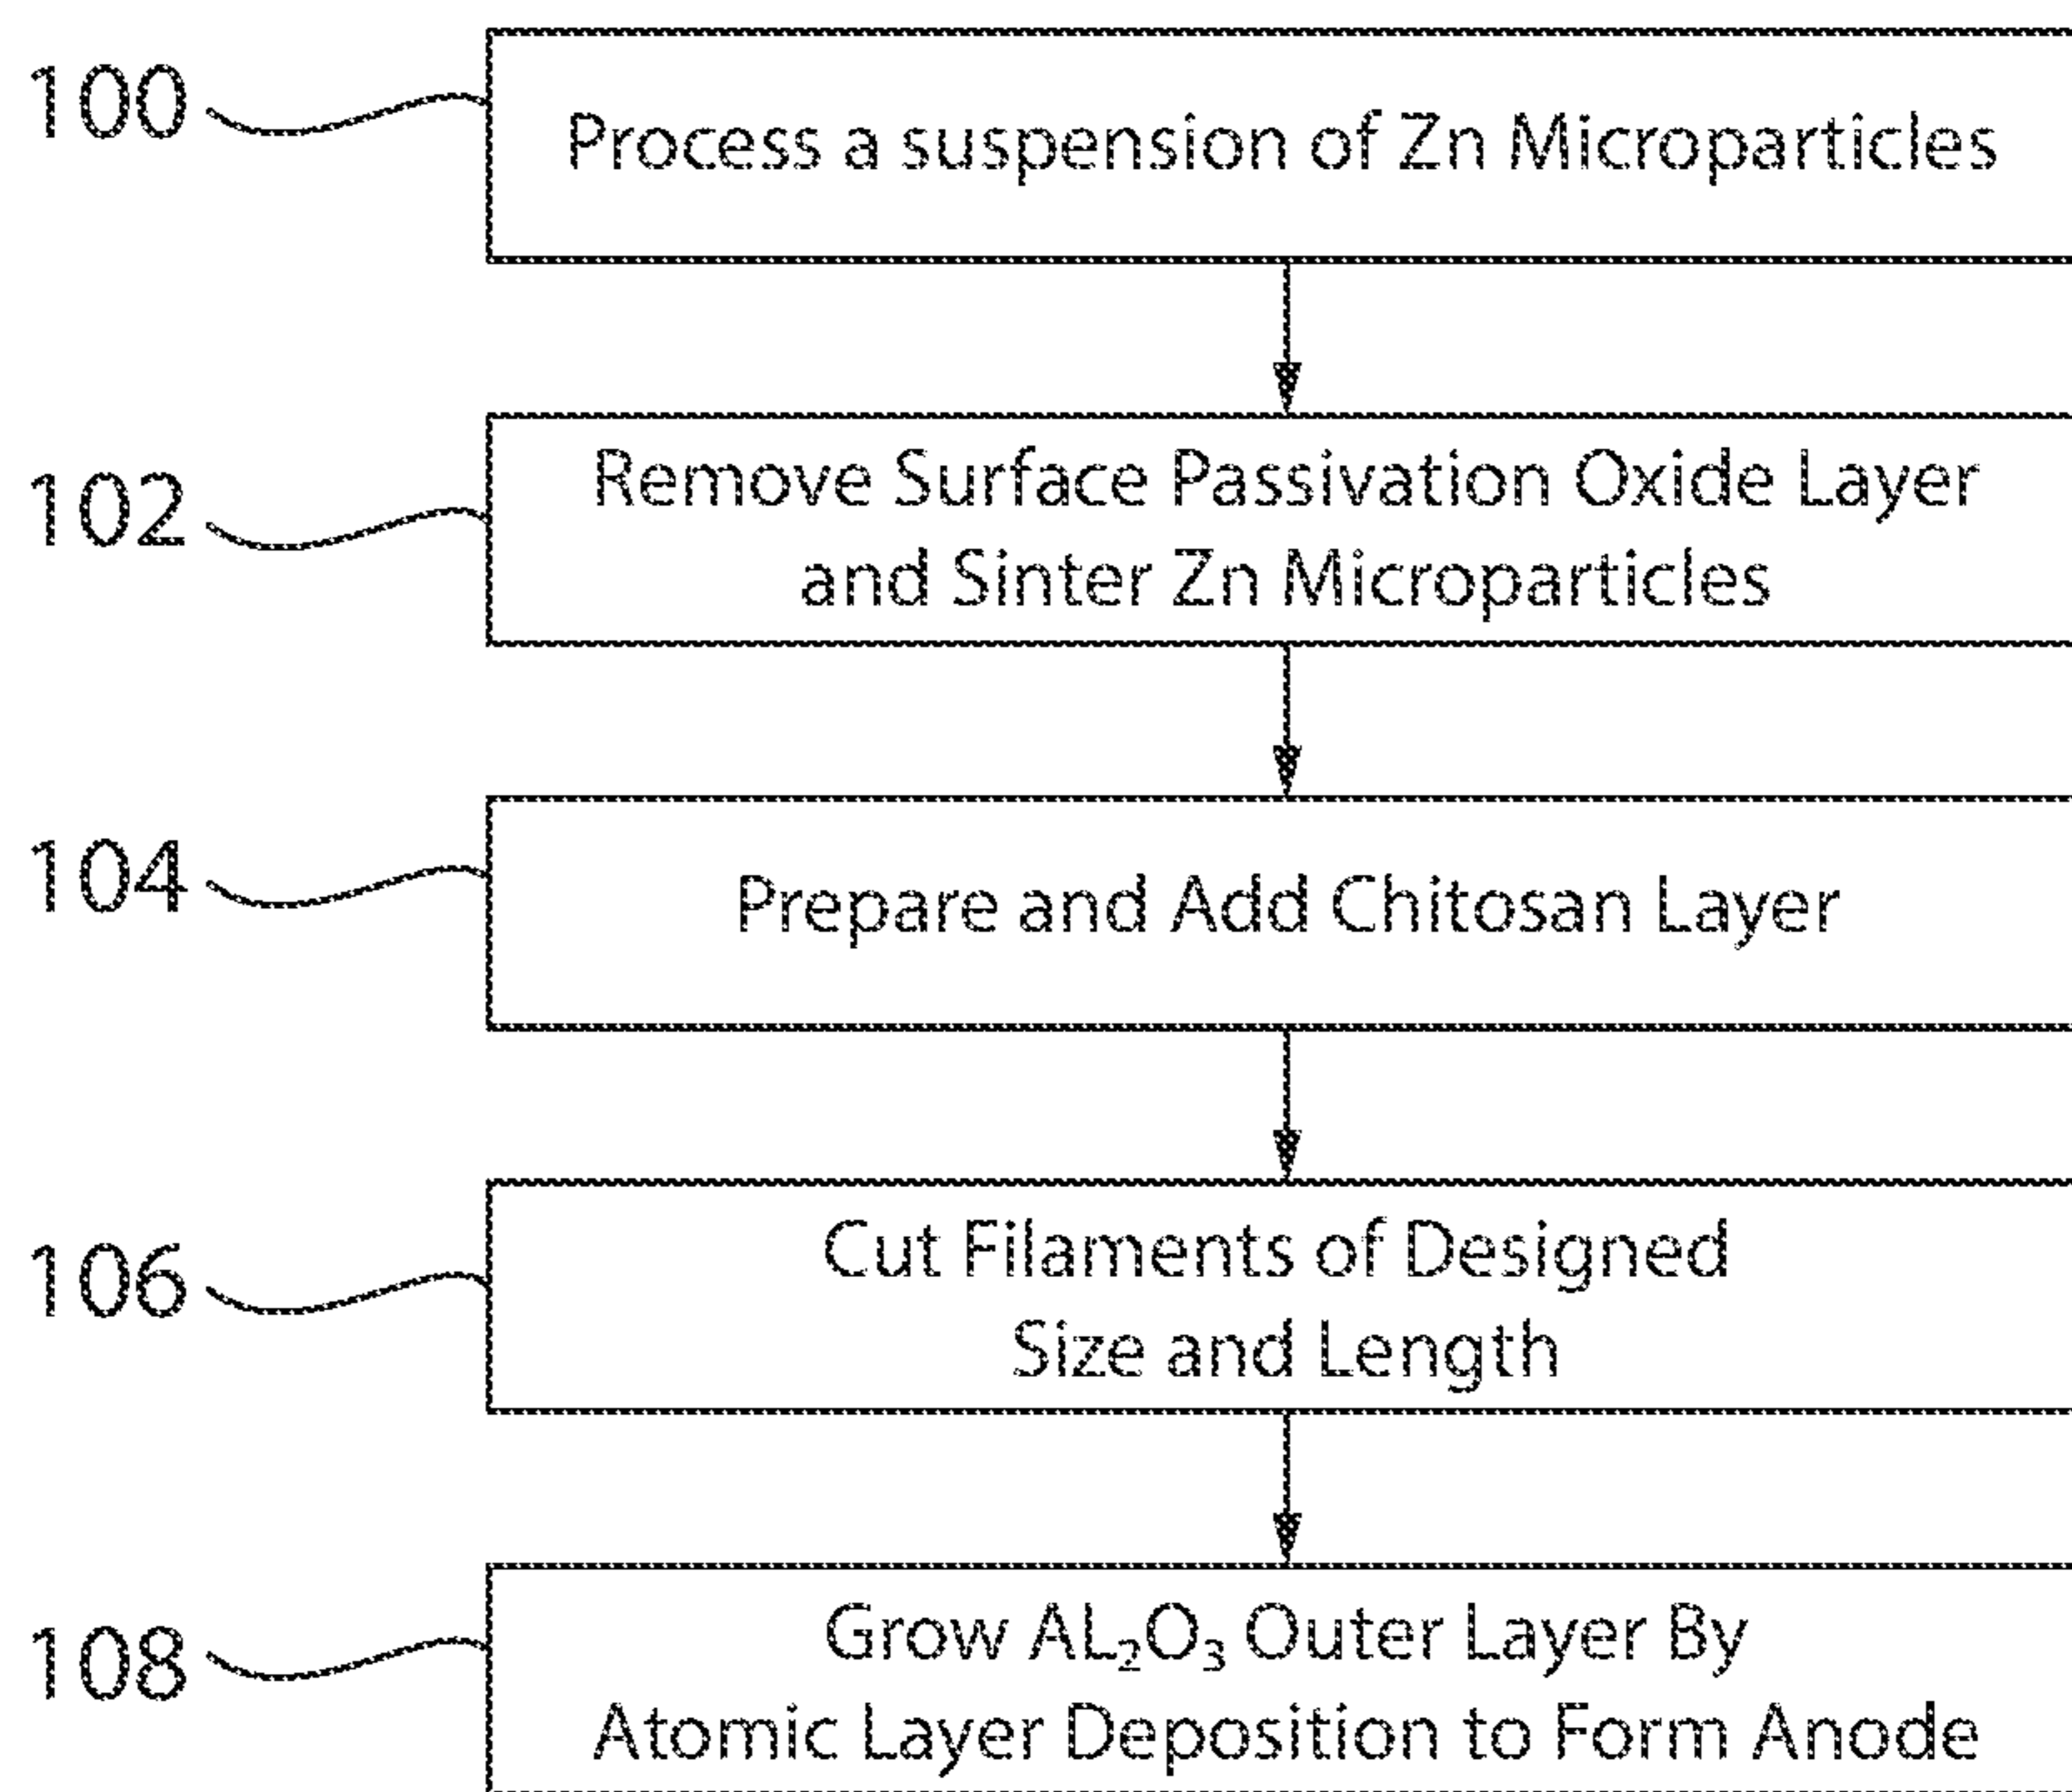 100
Process a suspension of Zn Microparticles
102
Remove Surface Passivation Oxide Layer
and Sinter Zn Microparticles
104
Prepare and Add Chitosan Layer
106
Cut Filaments of Designed
Size and Length
108
Grow AL₂O₃ Outer Layer By
Atomic Layer Deposition to Form Anode